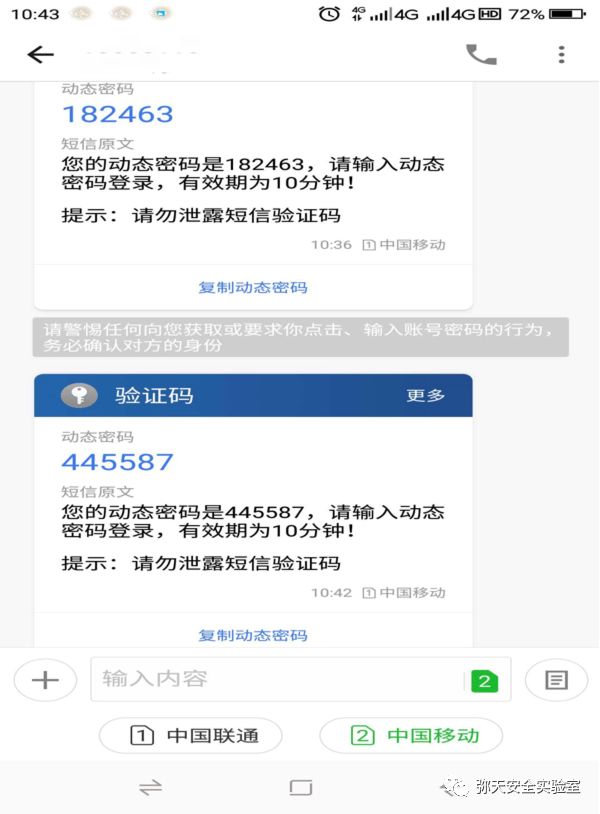 10:43 4G 4G 4G HD 72%
动态密码
182463
短信原文
您的动态密码是182463，请输入动态
密码登录，有效期为10分钟！
提示：请勿泄露短信验证码
10:36 1 中国移动
复制动态密码
请警惕任何向您获取或要求你点击、输入账号密码的行为，
务必确认对方的身份
验证码 更多
动态密码
445587
短信原文
您的动态密码是445587，请输入动态
密码登录，有效期为10分钟！
提示：请勿泄露短信验证码
10:42 1 中国移动
复制动态密码
输入内容 2
1 中国联通 2 中国移动
弥天安全实验室